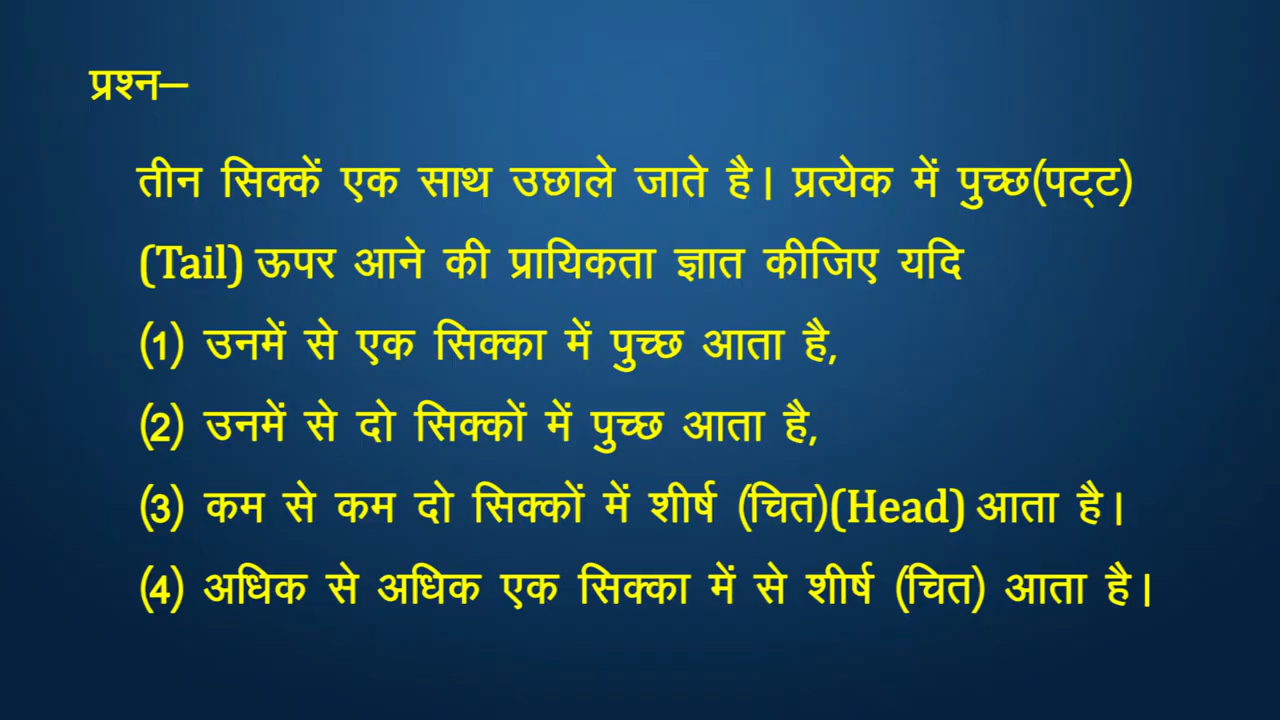 प्रश्न—
तीन सिक्कें एक साथ उछाले जाते है। प्रत्येक में पुच्छ(पट्ट)
(Tail) ऊपर आने की प्रायिकता ज्ञात कीजिए यदि
(1) उनमें से एक सिक्का में पुच्छ आता है,
(2) उनमें से दो सिक्कों में पुच्छ आता है,
(3) कम से कम दो सिक्कों में शीर्ष (चित)(Head) आता है।
(4) अधिक से अधिक एक सिक्का में से शीर्ष (चित) आता है।